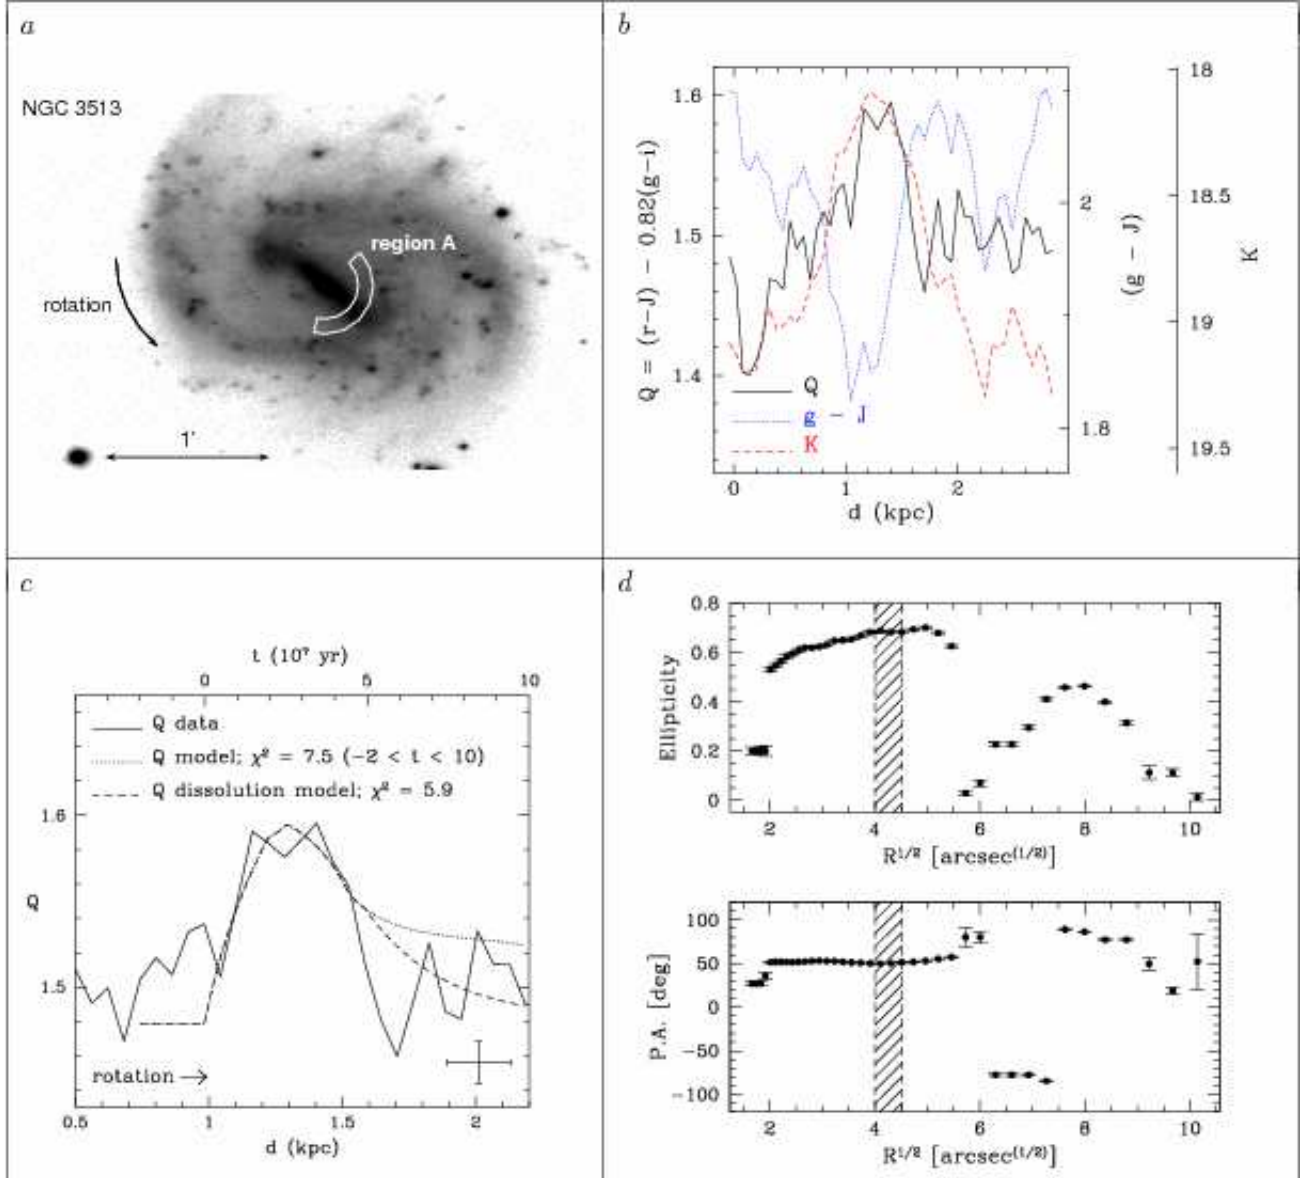 a
NGC 3513
region A
rotation
1'
b
Q = (r-J) - 0.82(g-i)
1.6
1.5
1.4
Q
g - J
K
0 1 2
d (kpc)
2
1.8
(g - J)
18
18.5
19
19.5
K
c
t (10⁷ yr)
0 5 10
Q data
Q model; χ² = 7.5 (-2 < t < 10)
Q dissolution model; χ² = 5.9
1.6
1.5
Q
rotation →
0.5 1 1.5 2
d (kpc)
d
Ellipticity
0.8
0.6
0.4
0.2
0
2 4 6 8 10
R^1/2 [arcsec^(1/2)]
P.A. [deg]
100
50
0
-50
-100
2 4 6 8 10
R^1/2 [arcsec^(1/2)]